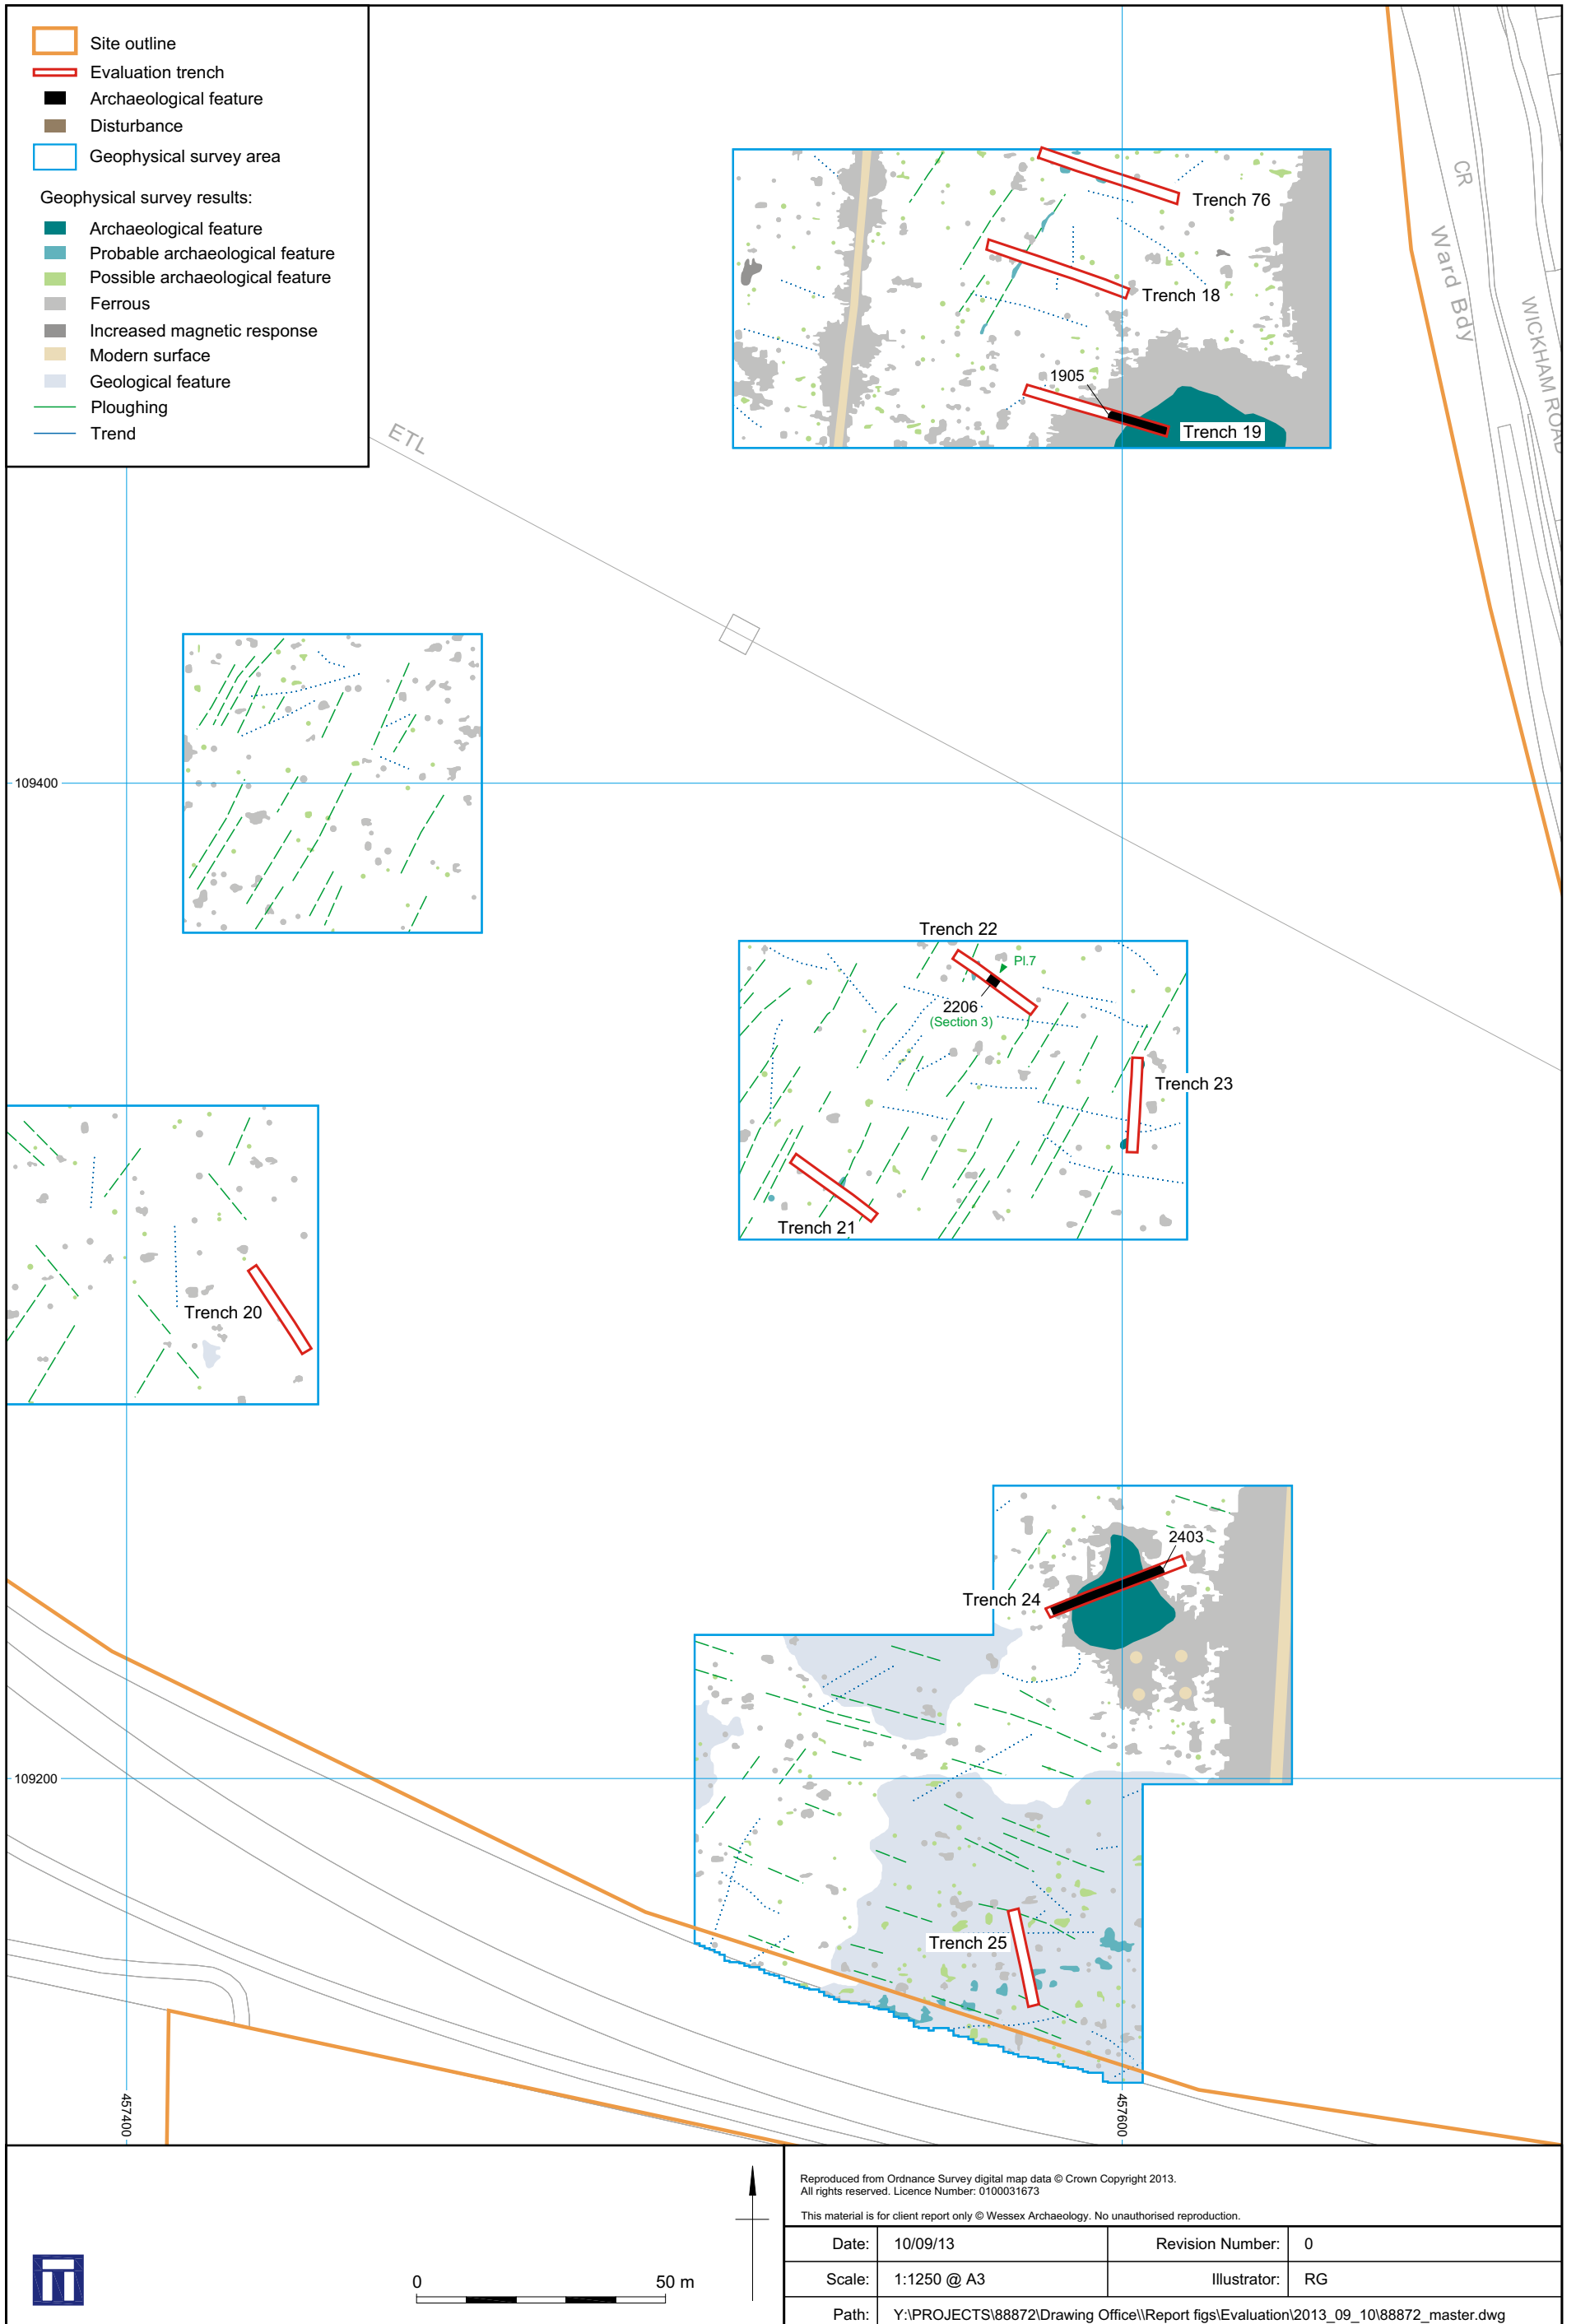 Site outline
Evaluation trench
Archaeological feature
Disturbance
Geophysical survey area
Geophysical survey results:
Archaeological feature
Probable archaeological feature
Possible archaeological feature
Ferrous
Increased magnetic response
Modern surface
Geological feature
Ploughing
Trend
ETL
CR
Ward Bdy
WICKHAM ROAD
Trench 76
Trench 18
1905
Trench 19
109400
Trench 22
Pl.7
2206
(Section 3)
Trench 23
Trench 21
Trench 20
2403
Trench 24
109200
Trench 25
457400
457600
0 50 m
Reproduced from Ordnance Survey digital map data © Crown Copyright 2013.
All rights reserved. Licence Number: 0100031673
This material is for client report only © Wessex Archaeology. No unauthorised reproduction.
Date: 10/09/13 Revision Number: 0
Scale: 1:1250 @ A3 Illustrator: RG
Path: Y:\PROJECTS\88872\Drawing Office\\Report figs\Evaluation\2013_09_10\88872_master.dwg